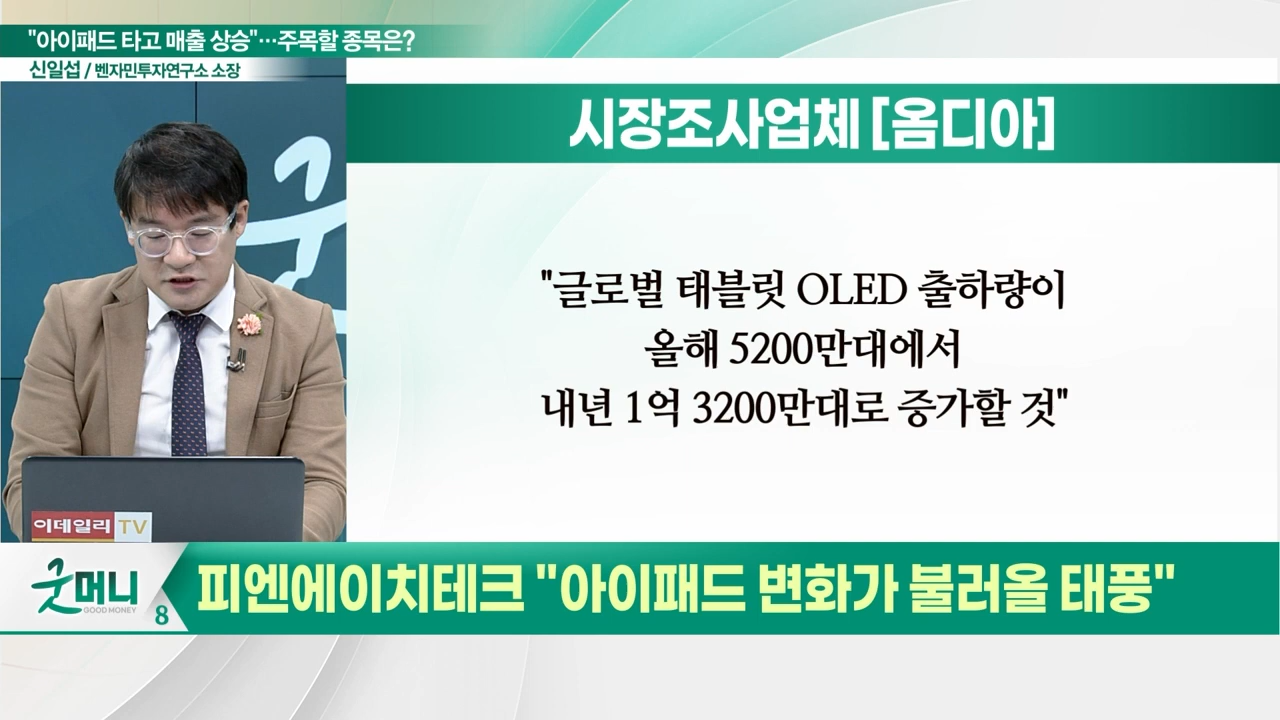 "아이패드 타고 매출 상승"…주목할 종목은?
신일섭 / 벤자민투자연구소 소장
시장조사업체 [옴디아]
"글로벌 태블릿 OLED 출하량이
올해 5200만대에서
내년 1억 3200만대로 증가할 것"
굿
이데일리 TV
굿머니
GOOD MONEY
8
피엔에이치테크 "아이패드 변화가 불러올 태풍"